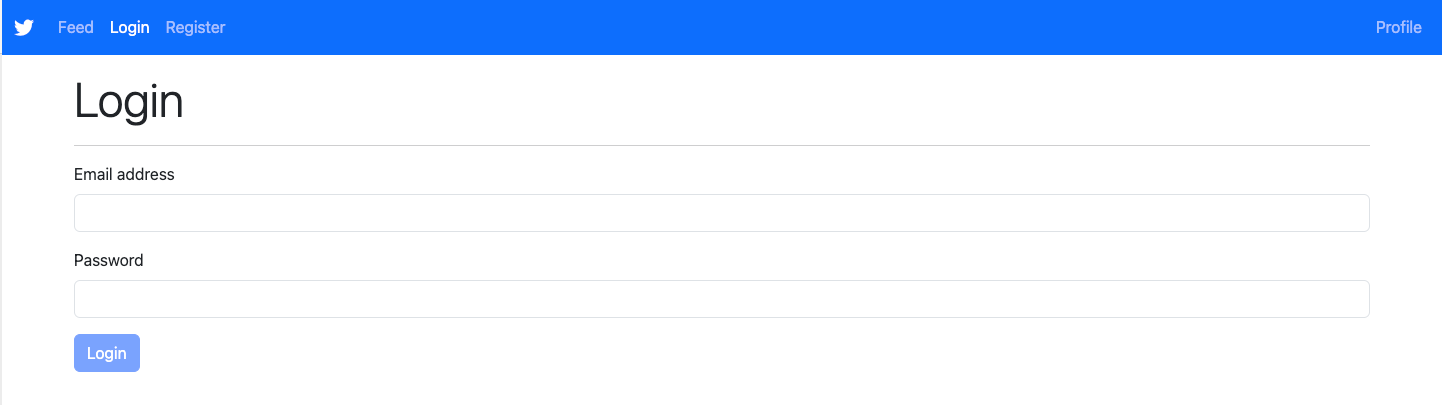 Feed Login Register Profile
Login
Email address
Password
Login